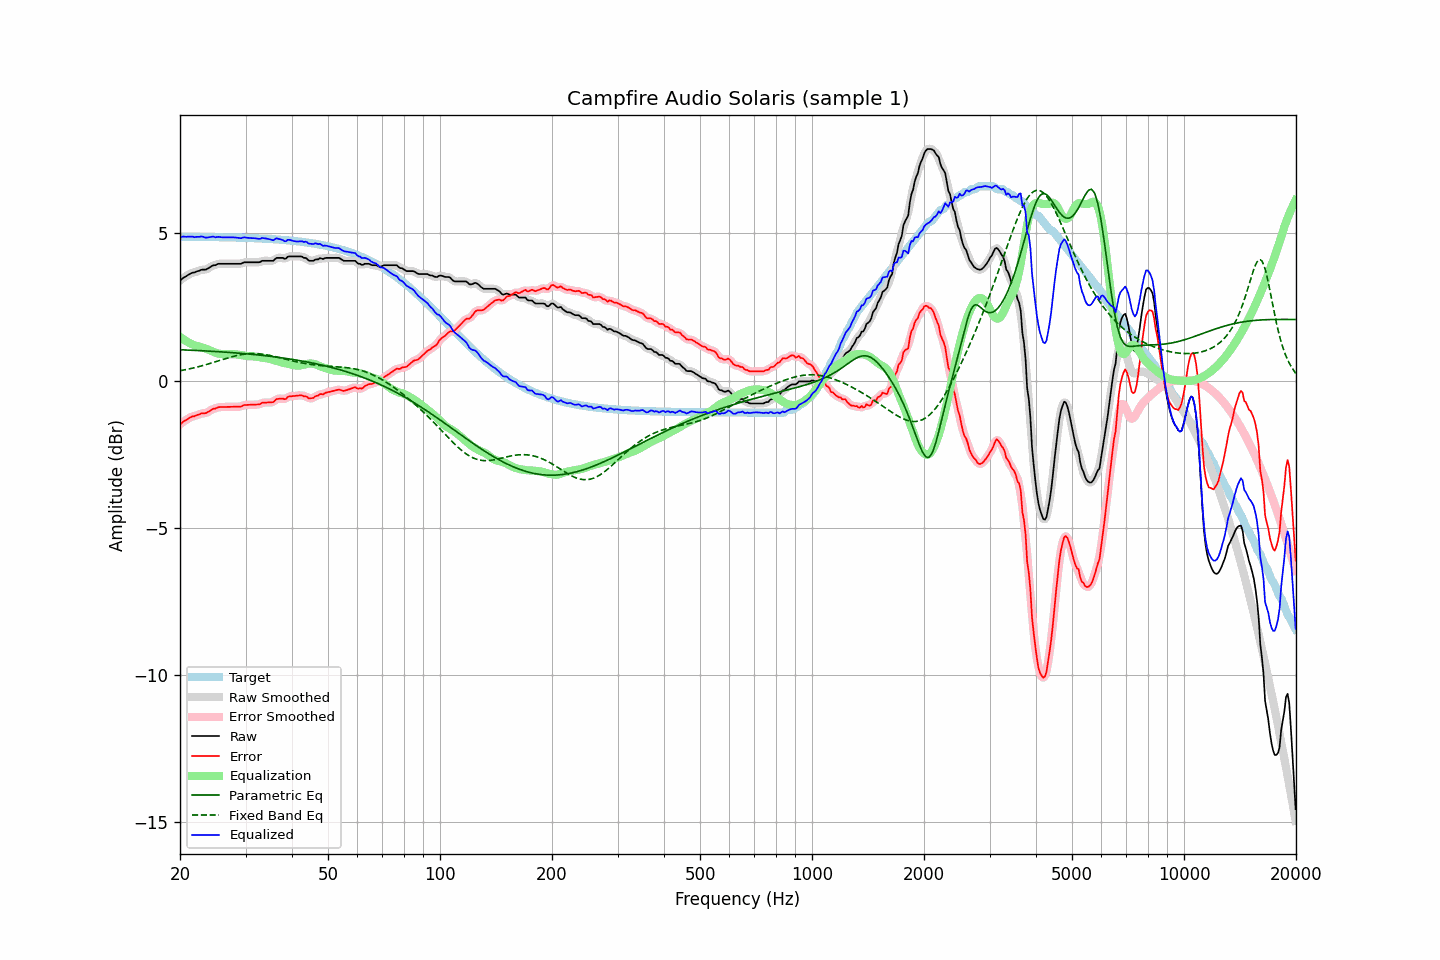 Campfire Audio Solaris (sample 1)
Amplitude (dBr)
5
0
−5
−10
−15
Target
Raw Smoothed
Error Smoothed
Raw
Error
Equalization
Parametric Eq
Fixed Band Eq
Equalized
20 50 100 200 500 1000 2000 5000 10000 20000
Frequency (Hz)